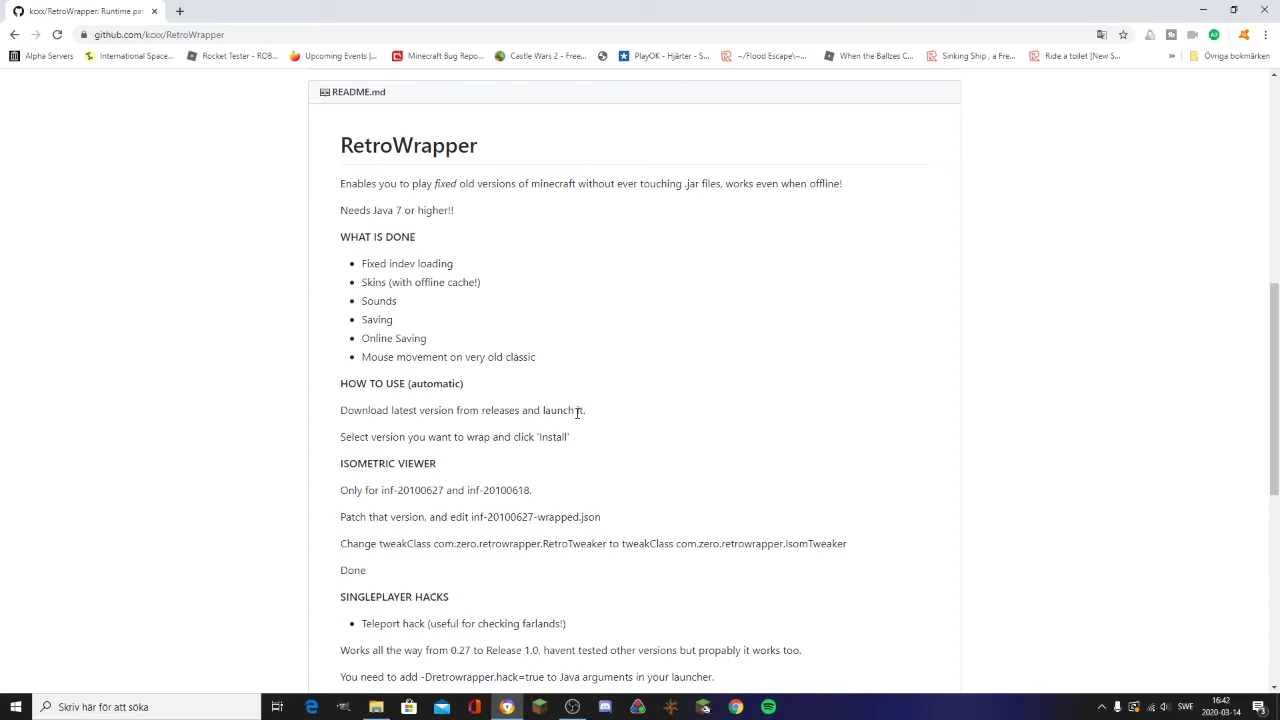 kcxx/RetroWrapper: Runtime pa
github.com/kcxx/RetroWrapper
Alpha Servers
International Space...
Rocket Tester - ROB...
Upcoming Events |...
Minecraft Bug Repo...
Castle Wars 2 - Free...
PlayOK - Hjärter - S...
~/Flood Escape\~...
When the Ballzes C...
Sinking Ship , a Fre...
Ride a toilet [New S...
»
Övriga bokmärken
README.md
RetroWrapper
Enables you to play fixed old versions of minecraft without ever touching .jar files, works even when offline!
Needs Java 7 or higher!!
WHAT IS DONE
Fixed indev loading
Skins (with offline cache!)
Sounds
Saving
Online Saving
Mouse movement on very old classic
HOW TO USE (automatic)
Download latest version from releases and launch it.
Select version you want to wrap and click 'Install'
ISOMETRIC VIEWER
Only for inf-20100627 and inf-20100618.
Patch that version, and edit inf-20100627-wrapped.json
Change tweakClass com.zero.retrowrapper.RetroTweaker to tweakClass com.zero.retrowrapper.IsomTweaker
Done
SINGLEPLAYER HACKS
Teleport hack (useful for checking farlands!)
Works all the way from 0.27 to Release 1.0, havent tested other versions but propably it works too.
You need to add -Dretrowrapper.hack=true to Java arguments in your launcher.
Skriv här för att söka
SWE
16:42
2020-03-14